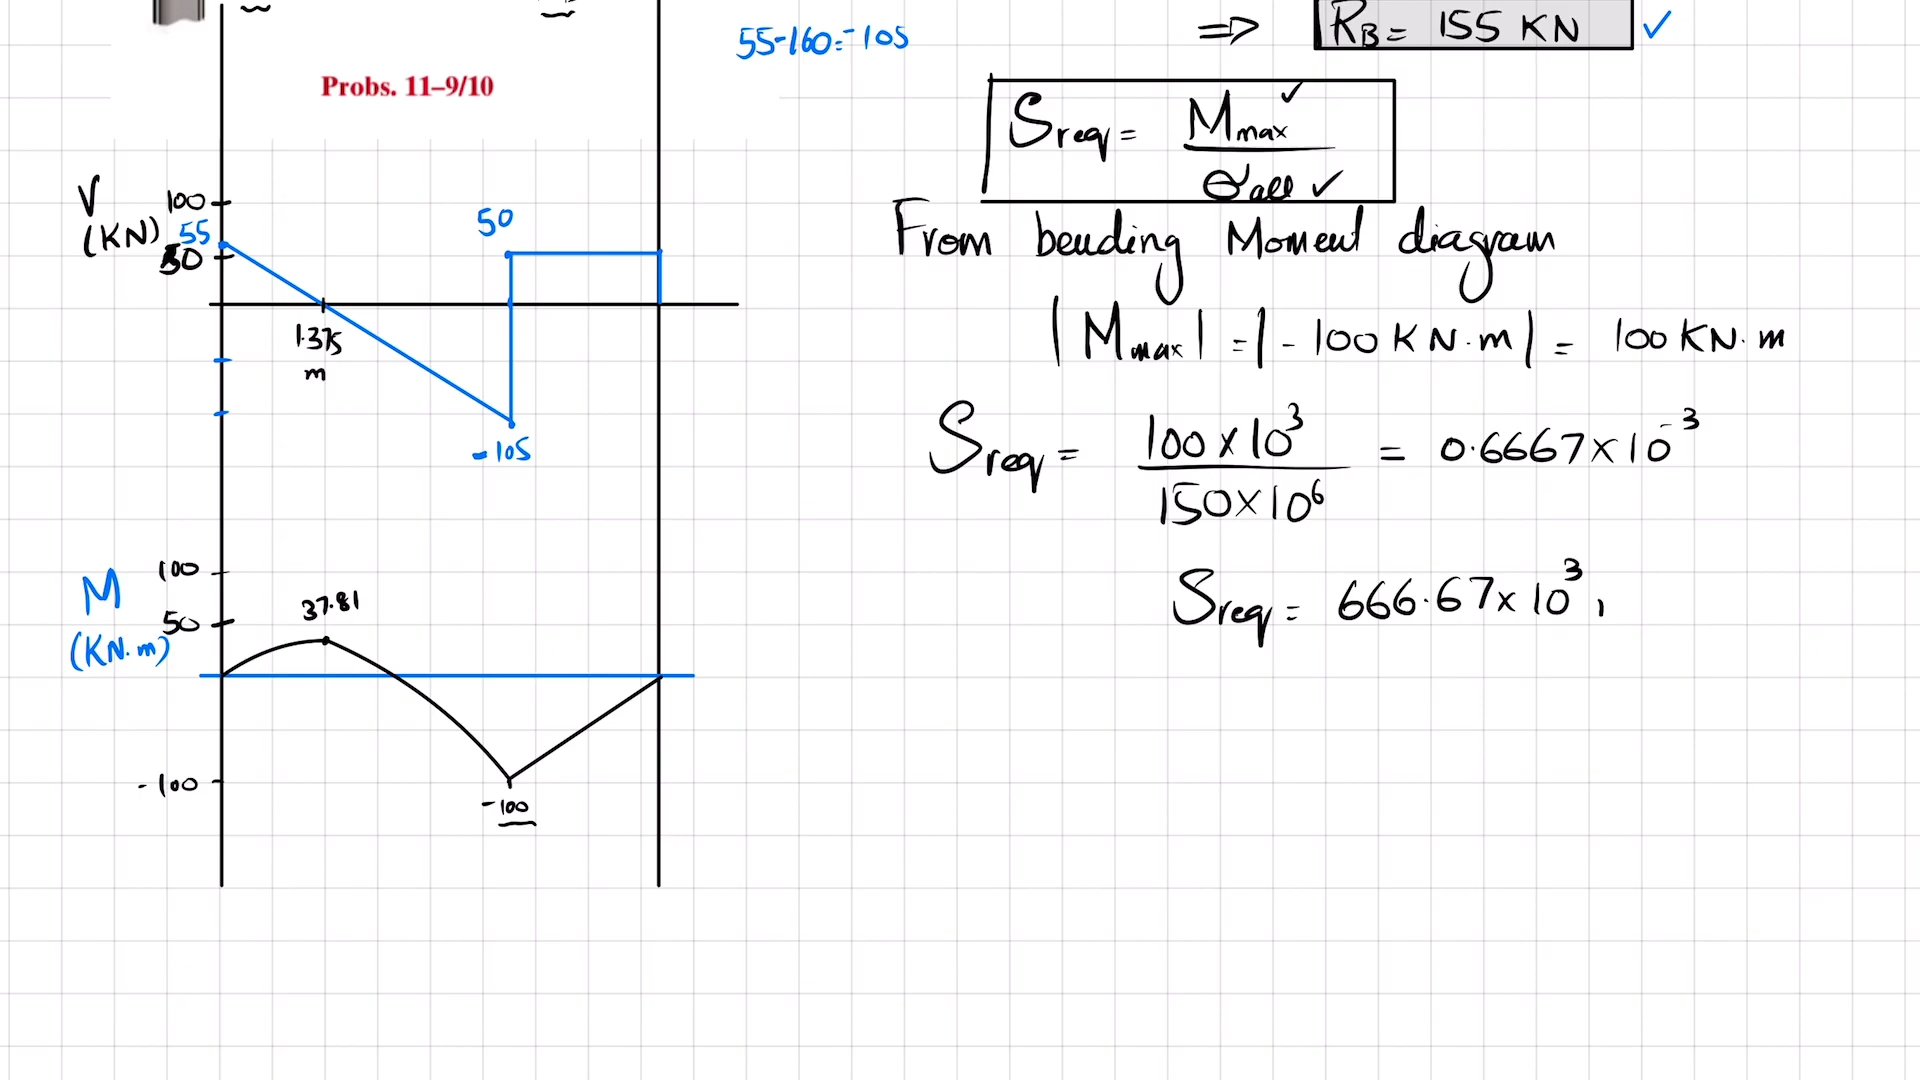 55-160=-105
⇒ R_B = 155 KN ✓
Probs. 11–9/10
S_req = M_max ✓ / σ_all ✓
V
(KN)
100
55
50
50
1.375
m
-105
From bending Moment diagram
|M_max| = |-100 KN.m| = 100 KN.m
S_req = 100 x 10^3 / 150 x 10^6 = 0.6667 x 10^-3
S_req = 666.67 x 10^3
M
(KN.m)
100
50
37.81
-100
-100